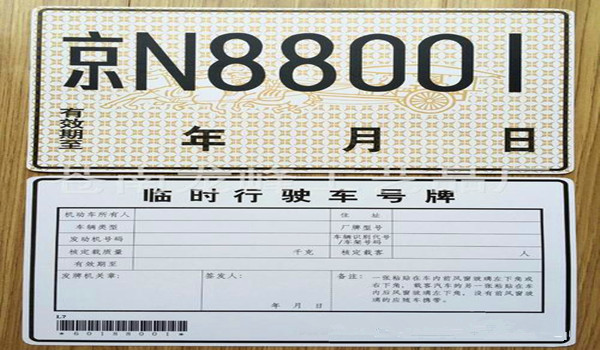 京N88001
有效期至 年 月 日
临时行驶车号牌
机动车所有人 住 址
车辆类型 厂牌型号
发动机号码 车辆识别代号/车架号码
核定载质量 千克 核定载客 人
有效期至
发牌机关章: 签发人: 备注: 一张粘贴在车内前风窗玻璃左下角或
右下角, 载客汽车的另一张粘贴在车
内后风窗玻璃左下角, 没有前风窗玻
璃的应随车携带。
年 月 日
L7
*60188001*